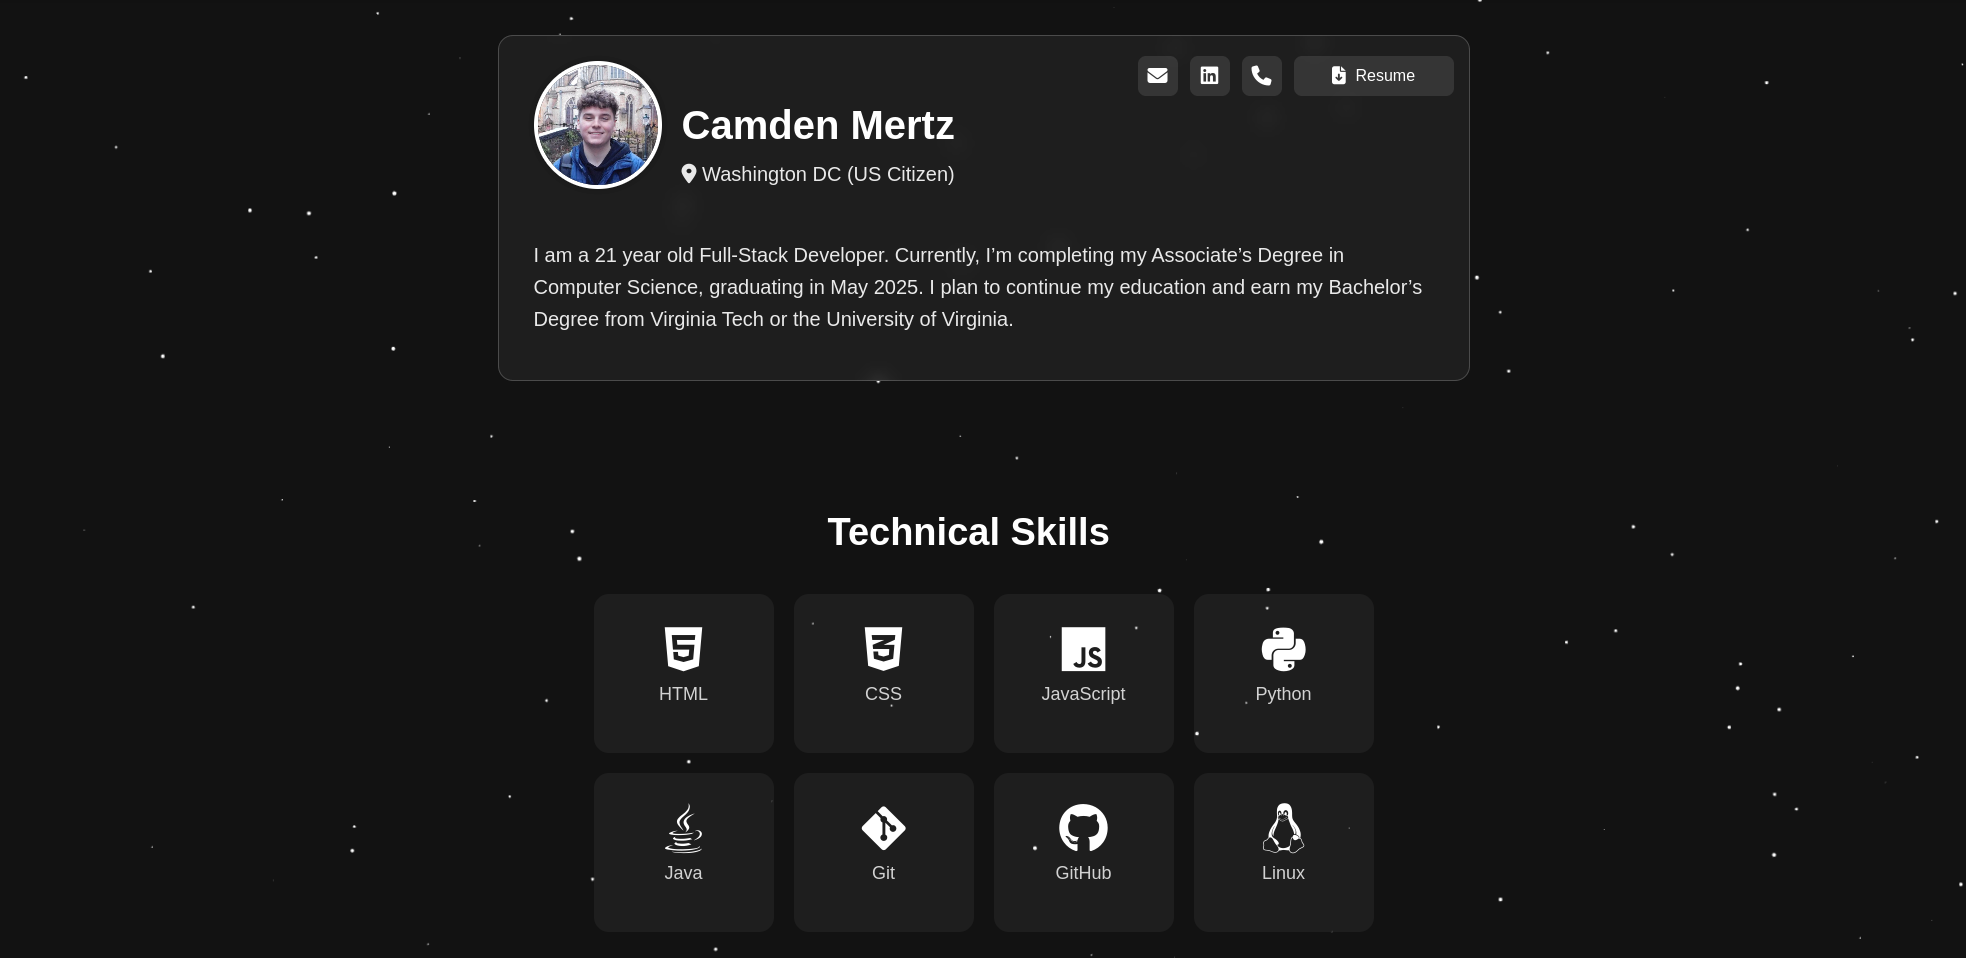 Resume
Camden Mertz
Washington DC (US Citizen)
I am a 21 year old Full-Stack Developer. Currently, I’m completing my Associate’s Degree in
Computer Science, graduating in May 2025. I plan to continue my education and earn my Bachelor’s
Degree from Virginia Tech or the University of Virginia.
Technical Skills
HTML
CSS
JS
JavaScript
Python
Java
Git
GitHub
Linux